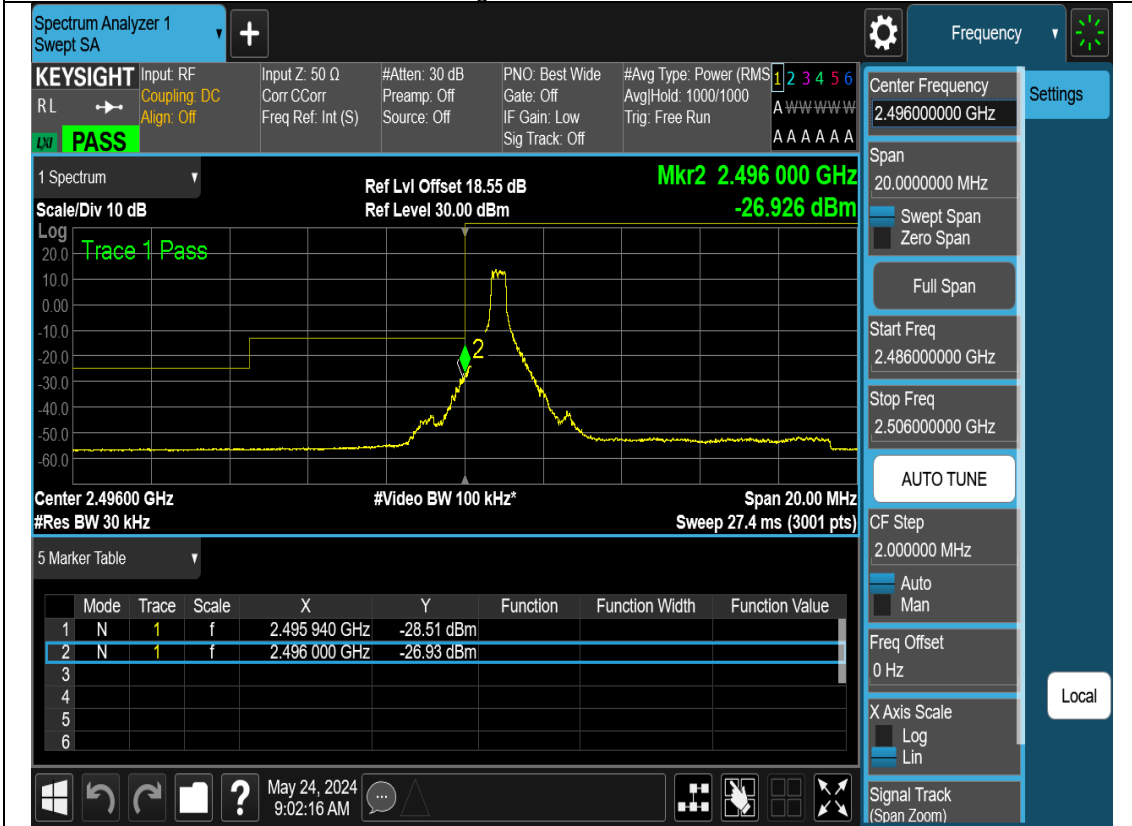 Spectrum Analyzer 1
Swept SA
+
Frequency
KEYSIGHT
RL
LXI PASS
Input: RF
Coupling: DC
Align: Off
Input Z: 50 Ω
Corr CCorr
Freq Ref: Int (S)
#Atten: 30 dB
Preamp: Off
Source: Off
PNO: Best Wide
Gate: Off
IF Gain: Low
Sig Track: Off
#Avg Type: Power (RMS
Avg|Hold: 1000/1000
Trig: Free Run
1 2 3 4 5 6
A W W W W W
A A A A A A
1 Spectrum
Scale/Div 10 dB
Ref Lvl Offset 18.55 dB
Ref Level 30.00 dBm
Mkr2 2.496 000 GHz
-26.926 dBm
Log
Trace 1 Pass
20.0
10.0
0.00
-10.0
-20.0
-30.0
-40.0
-50.0
-60.0
2
Center 2.49600 GHz
#Res BW 30 kHz
#Video BW 100 kHz*
Span 20.00 MHz
Sweep 27.4 ms (3001 pts)
5 Marker Table
Mode Trace Scale X Y Function Function Width Function Value
1 N 1 f 2.495 940 GHz -28.51 dBm
2 N 1 f 2.496 000 GHz -26.93 dBm
3
4
5
6
?
May 24, 2024
9:02:16 AM
Center Frequency
2.496000000 GHz
Span
20.0000000 MHz
Swept Span
Zero Span
Full Span
Start Freq
2.486000000 GHz
Stop Freq
2.506000000 GHz
AUTO TUNE
CF Step
2.000000 MHz
Auto
Man
Freq Offset
0 Hz
X Axis Scale
Log
Lin
Signal Track
(Span Zoom)
Settings
Local